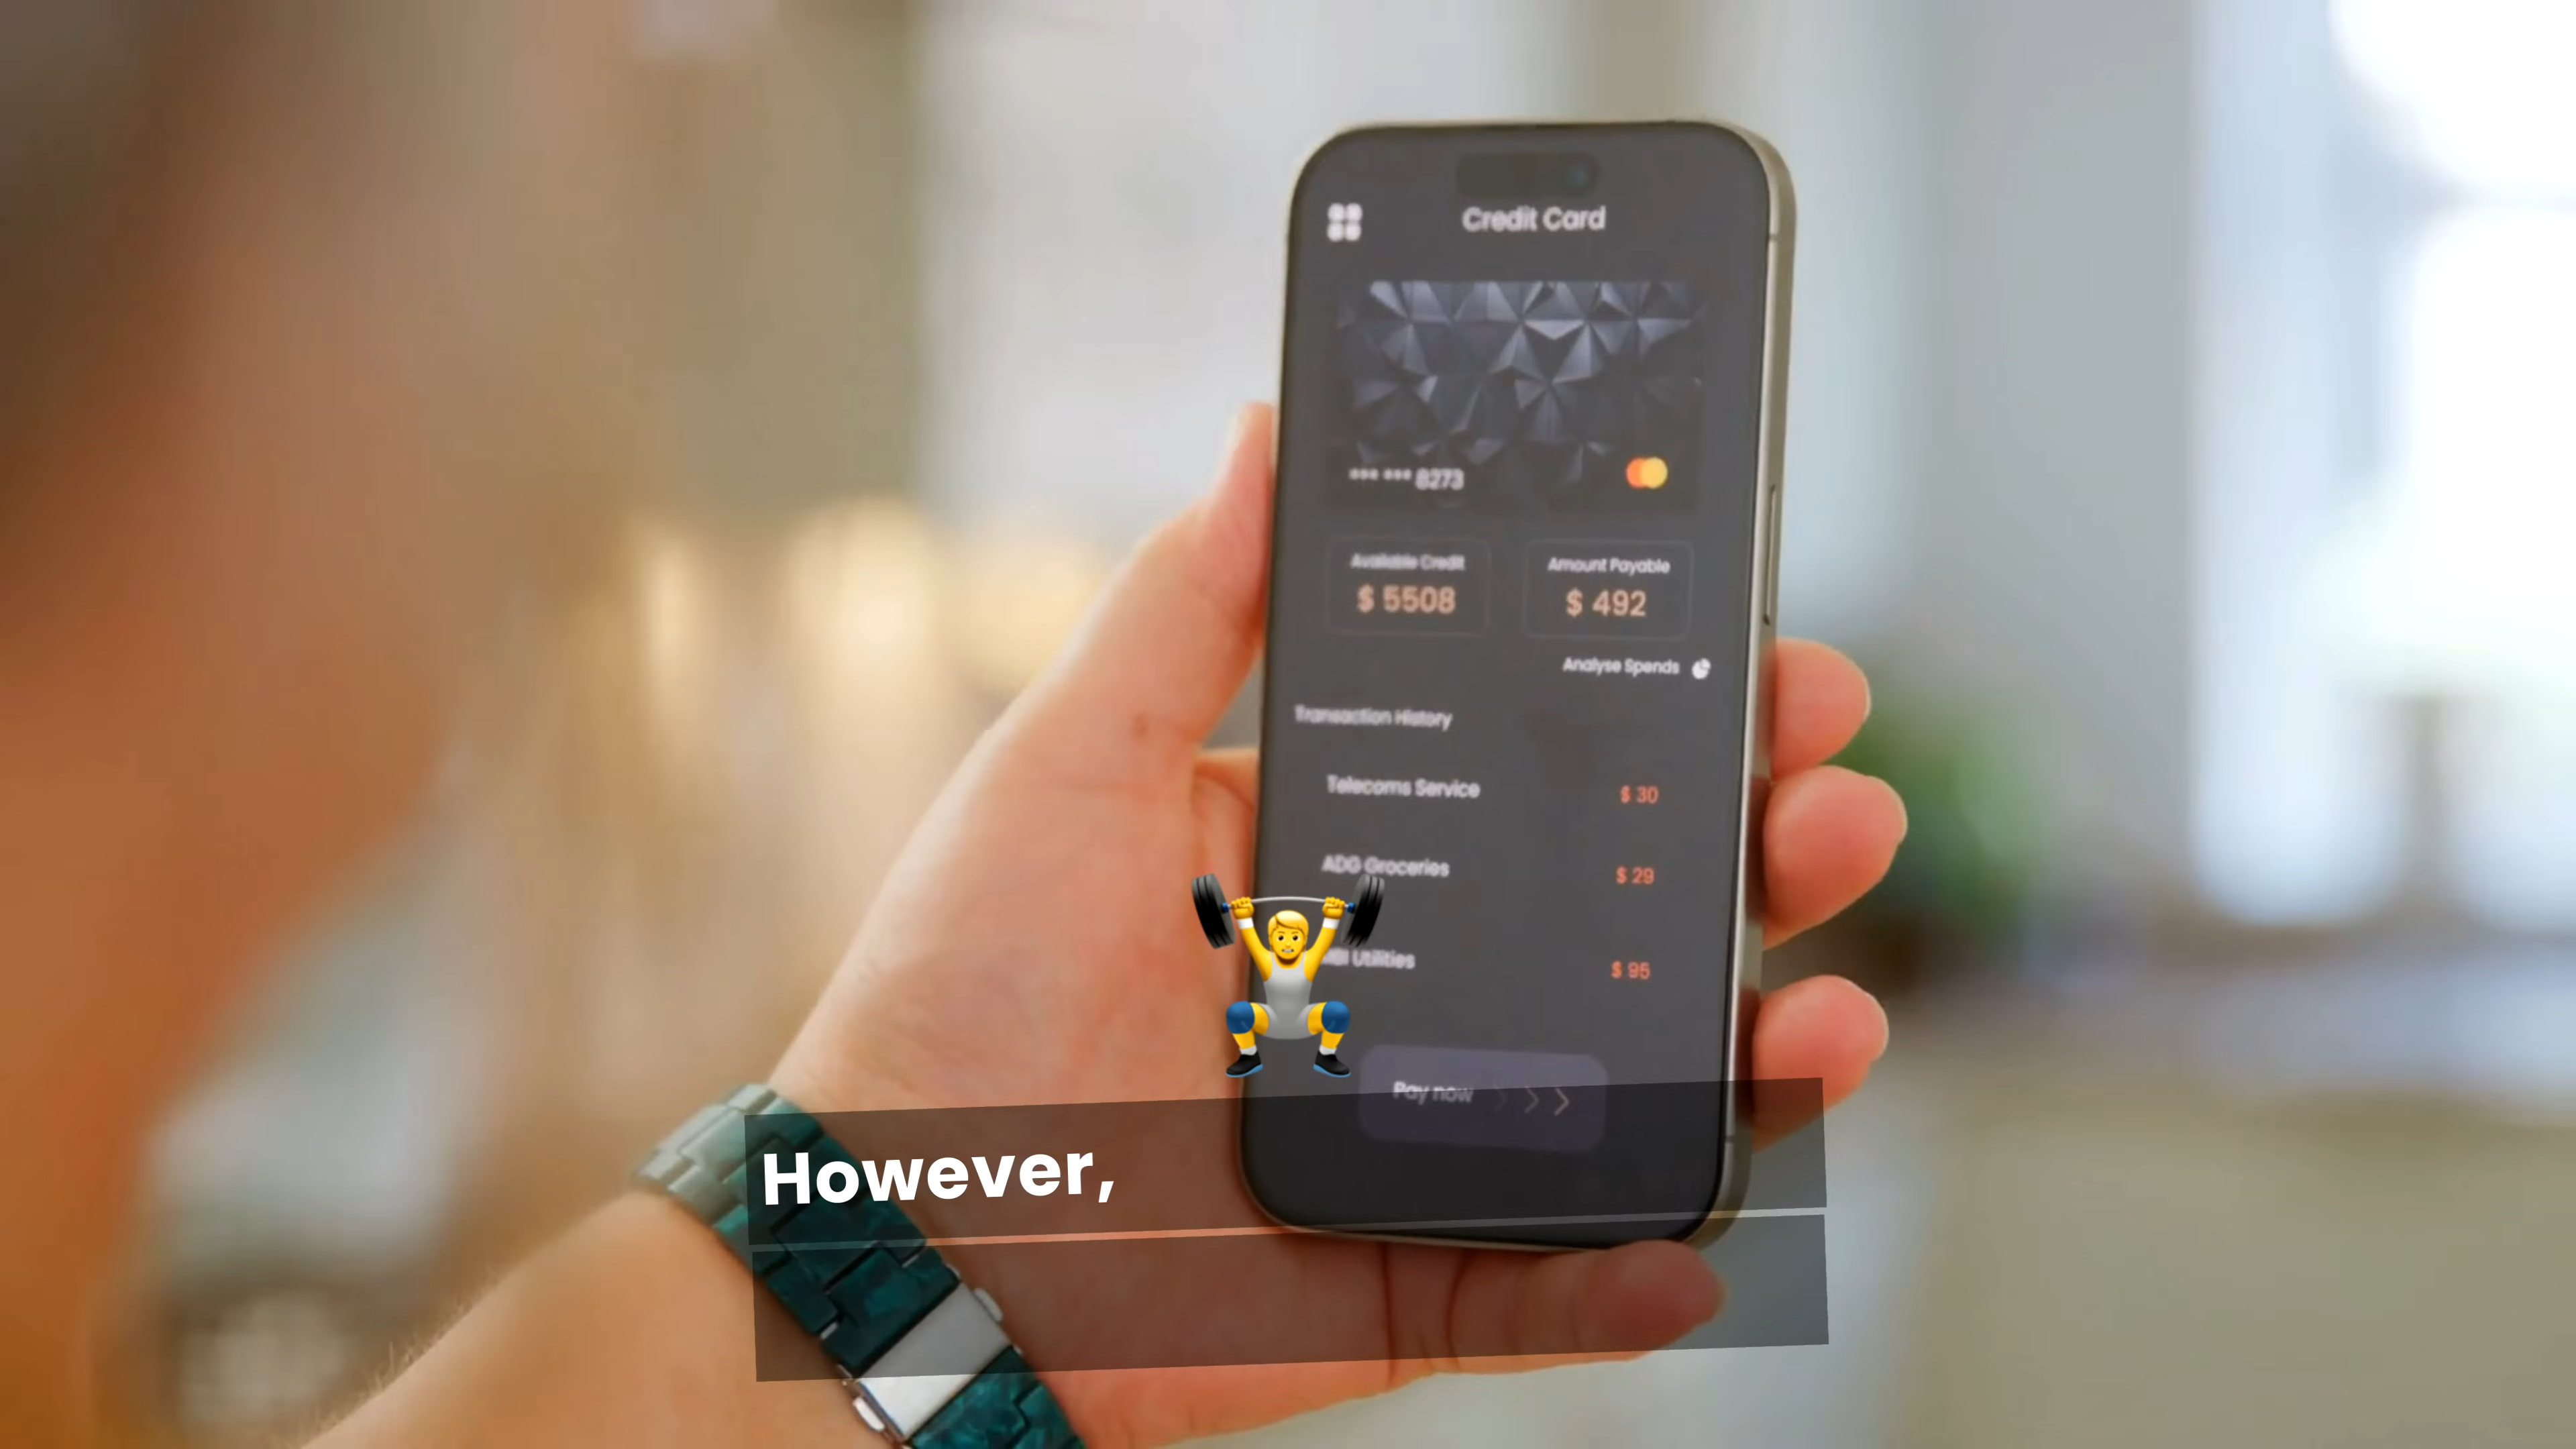 Credit Card
*** *** 8273
Available Credit
Amount Payable
$ 5508
$ 492
Analyse Spends
Transaction History
Telecoms Service
$ 30
ADG Groceries
$ 29
Utilities
$ 95
Pay now
However,